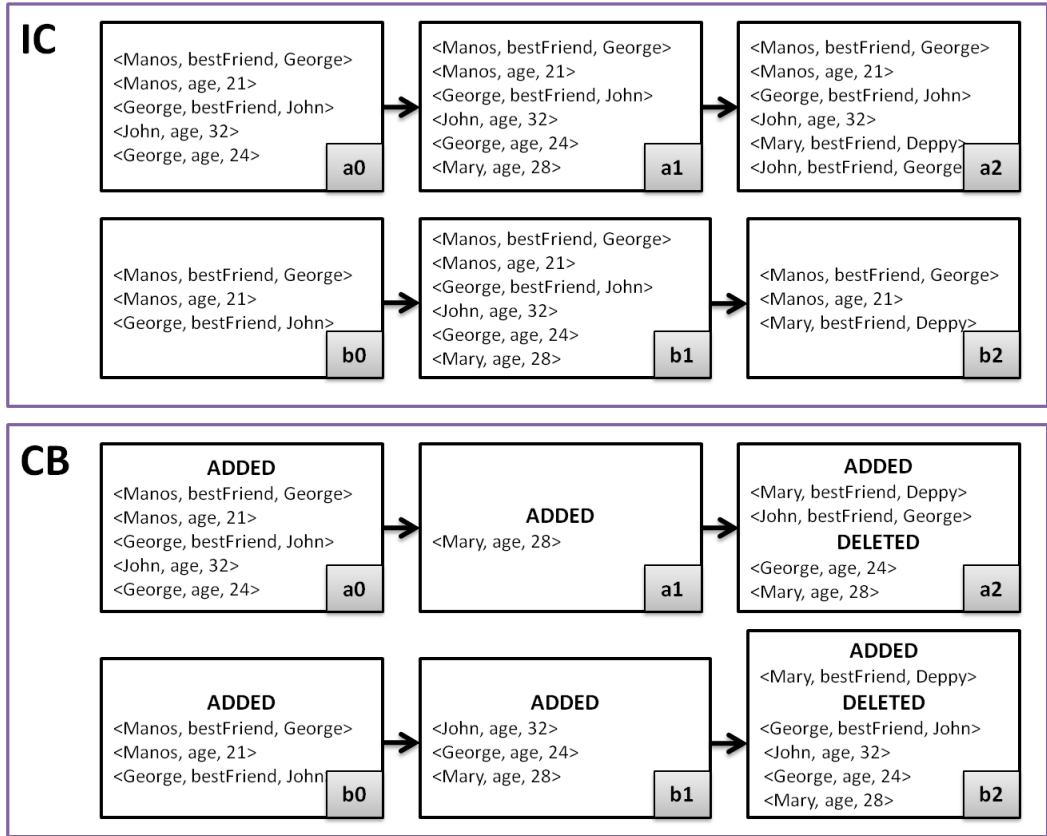 IC
<Manos, bestFriend, George>
<Manos, age, 21>
<George, bestFriend, John>
<John, age, 32>
<George, age, 24>
a0
<Manos, bestFriend, George>
<Manos, age, 21>
<George, bestFriend, John>
<John, age, 32>
<George, age, 24>
<Mary, age, 28>
a1
<Manos, bestFriend, George>
<Manos, age, 21>
<George, bestFriend, John>
<John, age, 32>
<Mary, bestFriend, Deppy>
<John, bestFriend, George
a2
<Manos, bestFriend, George>
<Manos, age, 21>
<George, bestFriend, John>
b0
<Manos, bestFriend, George>
<Manos, age, 21>
<George, bestFriend, John>
<John, age, 32>
<George, age, 24>
<Mary, age, 28>
b1
<Manos, bestFriend, George>
<Manos, age, 21>
<Mary, bestFriend, Deppy>
b2
CB
ADDED
<Manos, bestFriend, George>
<Manos, age, 21>
<George, bestFriend, John>
<John, age, 32>
<George, age, 24>
a0
ADDED
<Mary, age, 28>
a1
ADDED
<Mary, bestFriend, Deppy>
<John, bestFriend, George>
DELETED
<George, age, 24>
<Mary, age, 28>
a2
ADDED
<Manos, bestFriend, George>
<Manos, age, 21>
<George, bestFriend, John>
b0
ADDED
<John, age, 32>
<George, age, 24>
<Mary, age, 28>
b1
ADDED
<Mary, bestFriend, Deppy>
DELETED
<George, bestFriend, John>
<John, age, 32>
<George, age, 24>
<Mary, age, 28>
b2